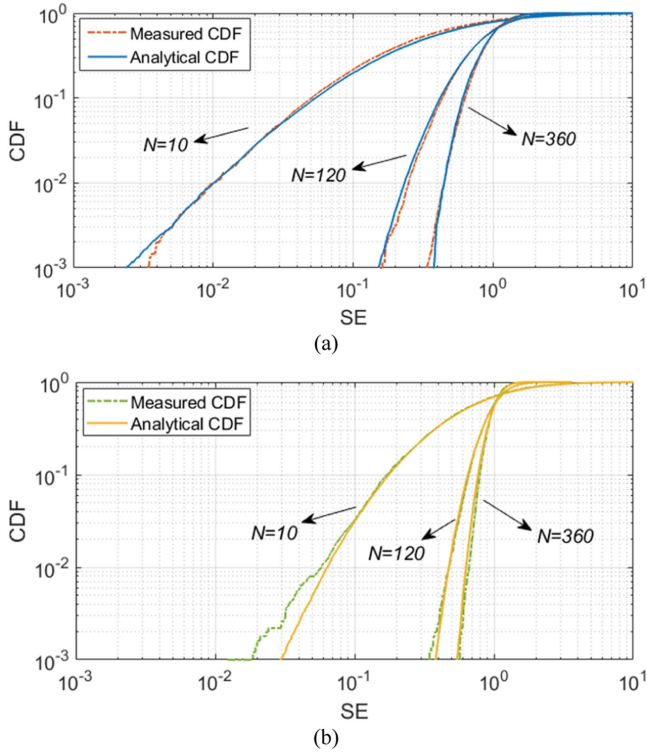 10^0
Measured CDF
Analytical CDF
10^-1
CDF
N=10
N=120
N=360
10^-2
10^-3
10^-3 10^-2 10^-1 10^0 10^1
SE
(a)
10^0
Measured CDF
Analytical CDF
10^-1
CDF
N=10
N=120
N=360
10^-2
10^-3
10^-3 10^-2 10^-1 10^0 10^1
SE
(b)